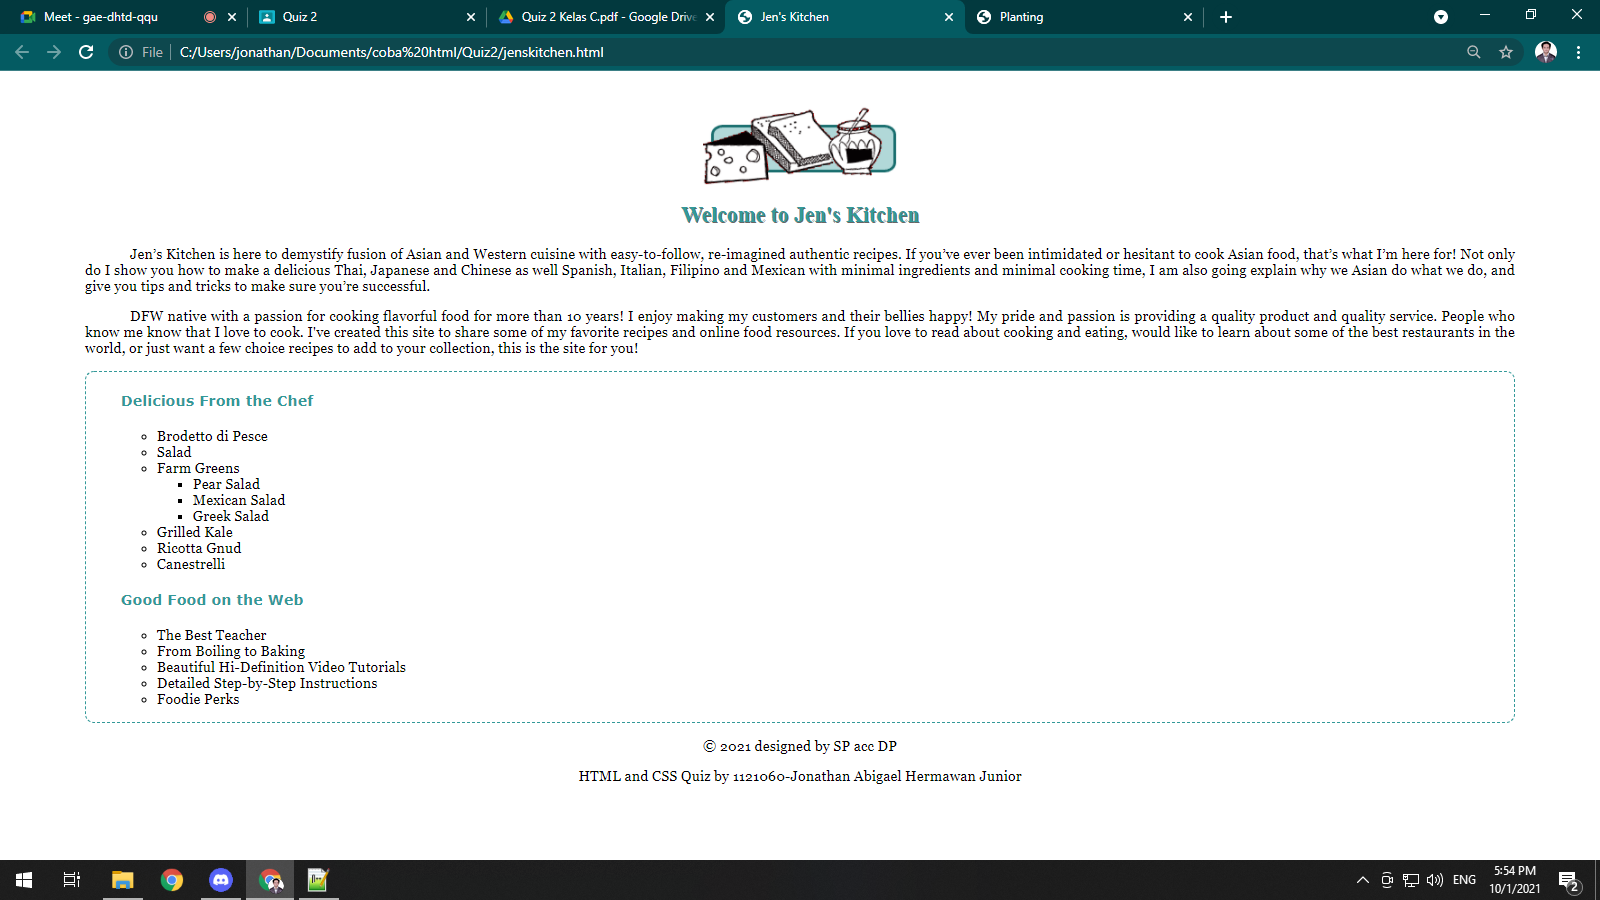 Meet - gae-dhtd-qqu
Quiz 2
Quiz 2 Kelas C.pdf - Google Drive
Jen's Kitchen
Planting
File
C:/Users/jonathan/Documents/coba%20html/Quiz2/jenskitchen.html
Welcome to Jen's Kitchen
Jen’s Kitchen is here to demystify fusion of Asian and Western cuisine with easy-to-follow, re-imagined authentic recipes. If you’ve ever been intimidated or hesitant to cook Asian food, that’s what I’m here for! Not only
do I show you how to make a delicious Thai, Japanese and Chinese as well Spanish, Italian, Filipino and Mexican with minimal ingredients and minimal cooking time, I am also going explain why we Asian do what we do, and
give you tips and tricks to make sure you’re successful.
DFW native with a passion for cooking flavorful food for more than 10 years! I enjoy making my customers and their bellies happy! My pride and passion is providing a quality product and quality service. People who
know me know that I love to cook. I've created this site to share some of my favorite recipes and online food resources. If you love to read about cooking and eating, would like to learn about some of the best restaurants in the
world, or just want a few choice recipes to add to your collection, this is the site for you!
Delicious From the Chef
Brodetto di Pesce
Salad
Farm Greens
Pear Salad
Mexican Salad
Greek Salad
Grilled Kale
Ricotta Gnud
Canestrelli
Good Food on the Web
The Best Teacher
From Boiling to Baking
Beautiful Hi-Definition Video Tutorials
Detailed Step-by-Step Instructions
Foodie Perks
© 2021 designed by SP acc DP
HTML and CSS Quiz by 1121060-Jonathan Abigael Hermawan Junior
ENG
5:54 PM
10/1/2021
2